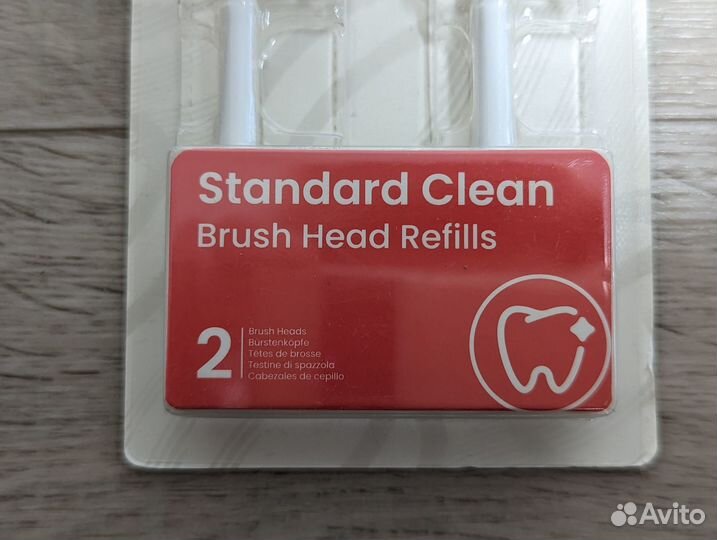 Standard Clean
Brush Head Refills
2
Brush Heads
Bürstenköpfe
Têtes de brosse
Testine di spazzola
Cabezales de cepillo
Avito